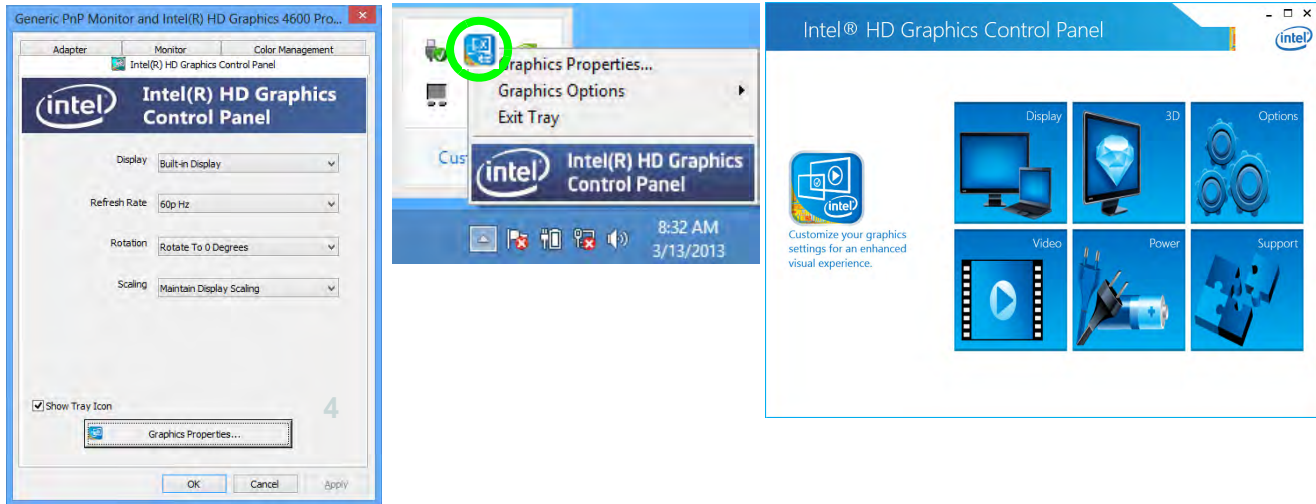 Generic PnP Monitor and Intel(R) HD Graphics 4600 Pro...
Adapter
Monitor
Color Management
Intel(R) HD Graphics Control Panel
intel
Intel(R) HD Graphics
Control Panel
Display
Built-in Display
Refresh Rate
60p Hz
Rotation
Rotate To 0 Degrees
Scaling
Maintain Display Scaling
Show Tray Icon
4
Graphics Properties...
OK
Cancel
Apply
Graphics Properties...
Graphics Options
Exit Tray
Cus
intel
Intel(R) HD Graphics
Control Panel
8:32 AM
3/13/2013
Intel® HD Graphics Control Panel
intel
intel
Customize your graphics
settings for an enhanced
visual experience.
Display
3D
Options
Video
Power
Support